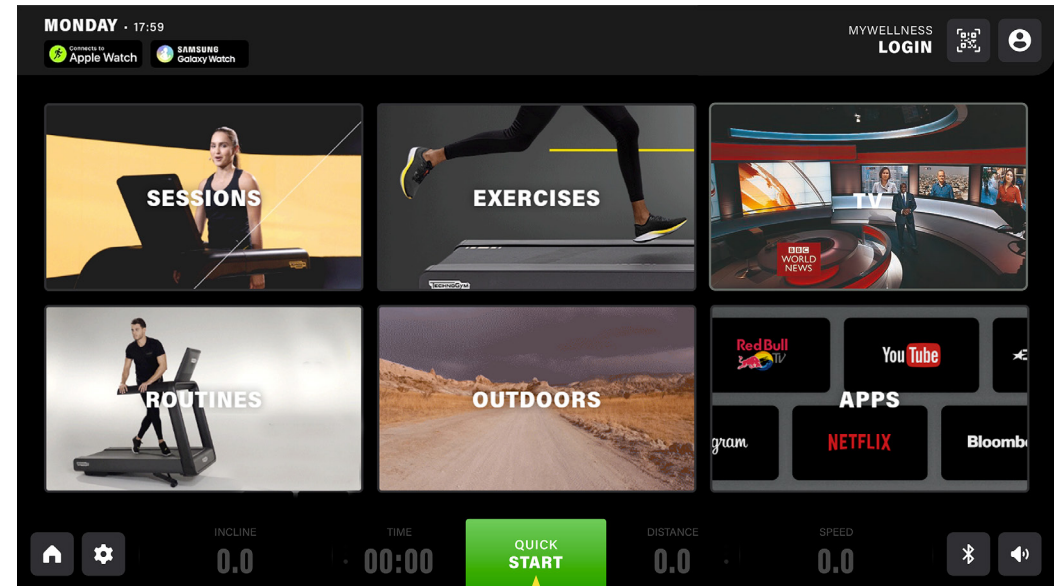 MONDAY · 17:59
Connects to
Apple Watch
SAMSUNG
Galaxy Watch
MYWELLNESS
LOGIN
SESSIONS
EXERCISES
TECHNOGYM
TV
BBC
WORLD
NEWS
ROUTINES
OUTDOORS
Red Bull
TV
YouTube
APPS
gram
NETFLIX
Bloomb
INCLINE
0.0
TIME
00:00
QUICK
START
DISTANCE
0.0
SPEED
0.0